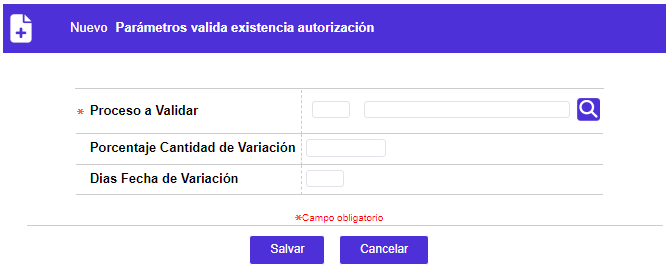 Nuevo Parámetros valida existencia autorización
* Proceso a Validar
Porcentaje Cantidad de Variación
Dias Fecha de Variación
*Campo obligatorio
Salvar Cancelar